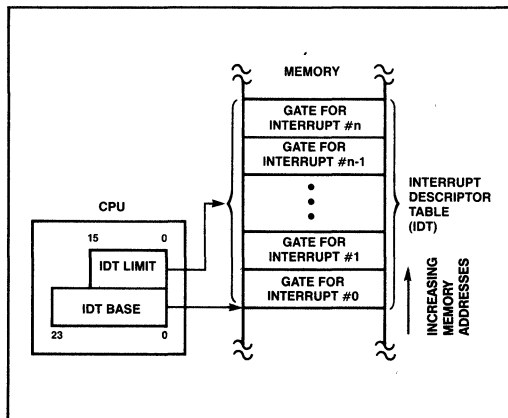 MEMORY
GATE FOR
INTERRUPT #n
GATE FOR
INTERRUPT #n-1
GATE FOR
INTERRUPT #1
GATE FOR
INTERRUPT #0
INTERRUPT
DESCRIPTOR
TABLE
(IDT)
INCREASING
MEMORY
ADDRESSES
CPU
15 0
IDT LIMIT
IDT BASE
23 0